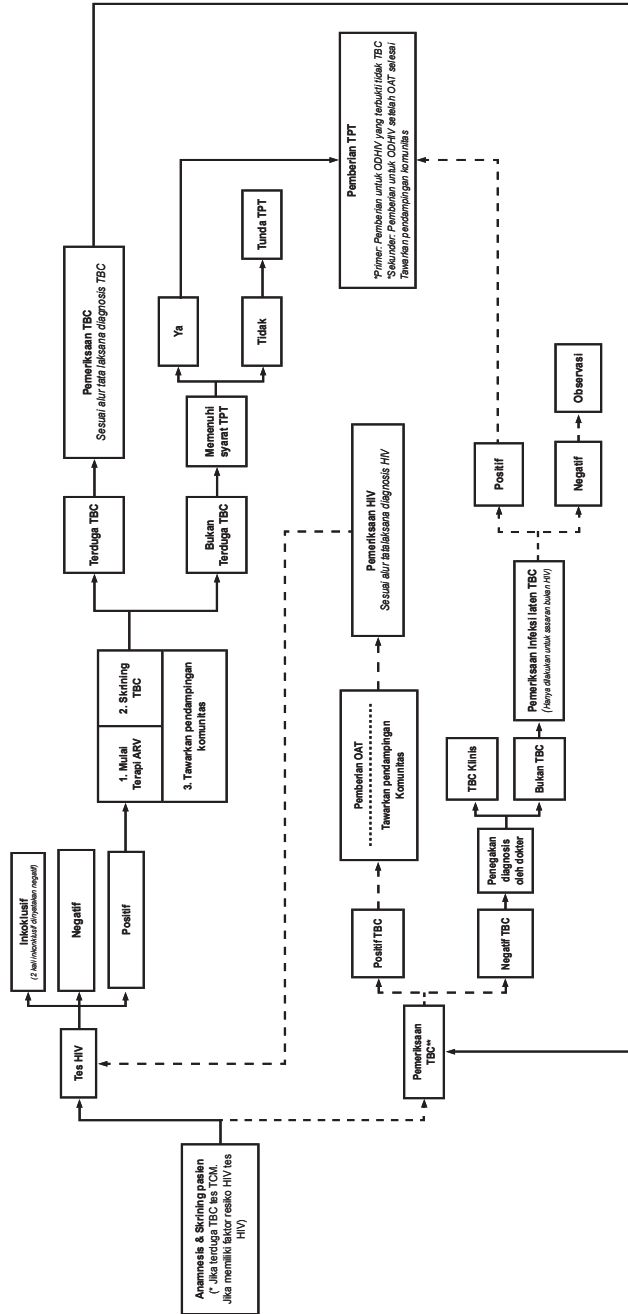 Anamnesis & Skrining pasien
(* Jika terduga TBC tes TCM.
Jika memiliki faktor resiko HIV tes
HIV)
Tes HIV
Inkoklusif
(2 kali inkonklusif dinyatakan negatif)
Negatif
Positif
1. Mulai
Terapi ARV
2. Skrining
TBC
3. Tawarkan pendampingan
komunitas
Terduga TBC
Bukan
Terduga TBC
Pemeriksaan TBC
Sesuai alur tata laksana diagnosis TBC
Memenuhi
syarat TPT
Ya
Tidak
Tunda TPT
Pemberian TPT
*Primer: Pemberian untuk ODHIV yang terbukti tidak TBC
*Sekunder: Pemberian untuk ODHIV setelah OAT selesai
Tawarkan pendampingan komunitas
Pemeriksaan
TBC**
Positif TBC
Negatif TBC
Pemberian OAT
Tawarkan pendampingan
Komunitas
Pemeriksaan HIV
Sesuai alur tatalaksana diagnosis HIV
Penegakan
diagnosis
oleh dokter
TBC Klinis
Bukan TBC
Pemeriksaan Infeksi laten TBC
(Hanya dilakukan untuk sasaran bukan HIV)
Positif
Negatif
Observasi